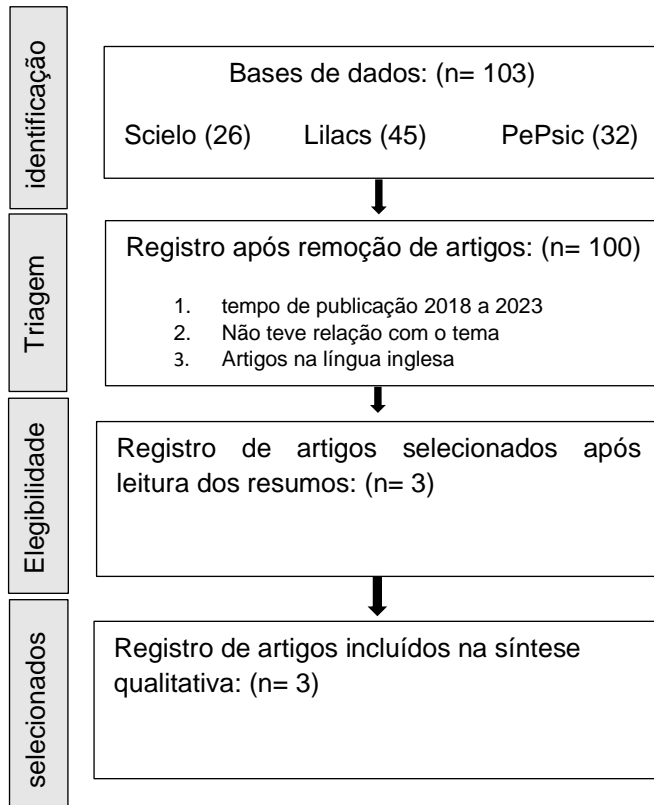 identificação
Bases de dados: (n= 103)
Scielo (26) Lilacs (45) PePsic (32)
Triagem
Registro após remoção de artigos: (n= 100)
1. tempo de publicação 2018 a 2023
2. Não teve relação com o tema
3. Artigos na língua inglesa
Elegibilidade
Registro de artigos selecionados após
leitura dos resumos: (n= 3)
selecionados
Registro de artigos incluídos na síntese
qualitativa: (n= 3)